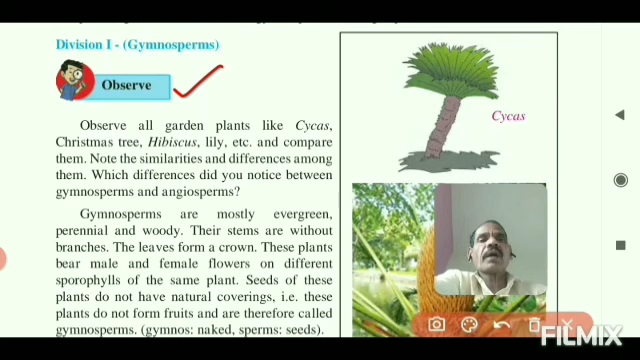 Division I - (Gymnosperms)
Observe
Observe all garden plants like Cycas,
Christmas tree, Hibiscus, lily, etc. and compare
them. Note the similarities and differences among
them. Which differences did you notice between
gymnosperms and angiosperms?
Gymnosperms are mostly evergreen,
perennial and woody. Their stems are without
branches. The leaves form a crown. These plants
bear male and female flowers on different
sporophylls of the same plant. Seeds of these
plants do not have natural coverings, i.e. these
plants do not form fruits and are therefore called
gymnosperms. (gymnos: naked, sperms: seeds).
Cycas
FILMIX